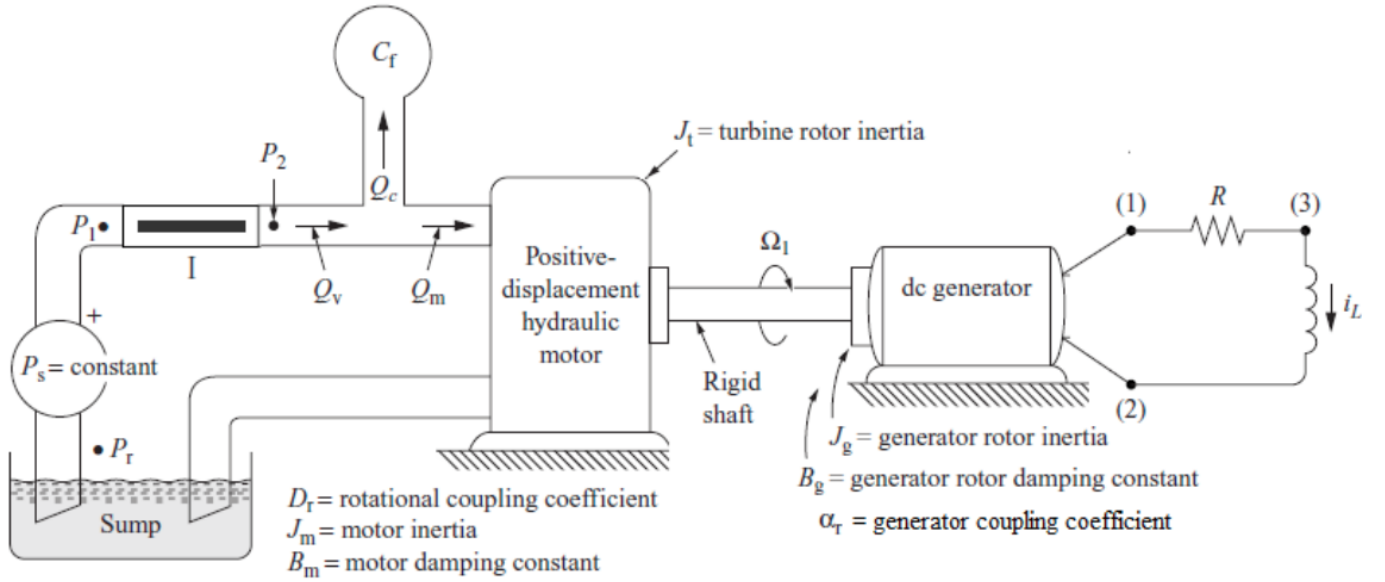 C_f
J_t = turbine rotor inertia
P_2
Q_c
P_1
I
Q_v
Q_m
Positive-
displacement
hydraulic
motor
Ω_1
Rigid
shaft
dc generator
(1)
R
(3)
i_L
(2)
+
P_s = constant
P_r
Sump
D_r = rotational coupling coefficient
J_m = motor inertia
B_m = motor damping constant
J_g = generator rotor inertia
B_g = generator rotor damping constant
α_r = generator coupling coefficient